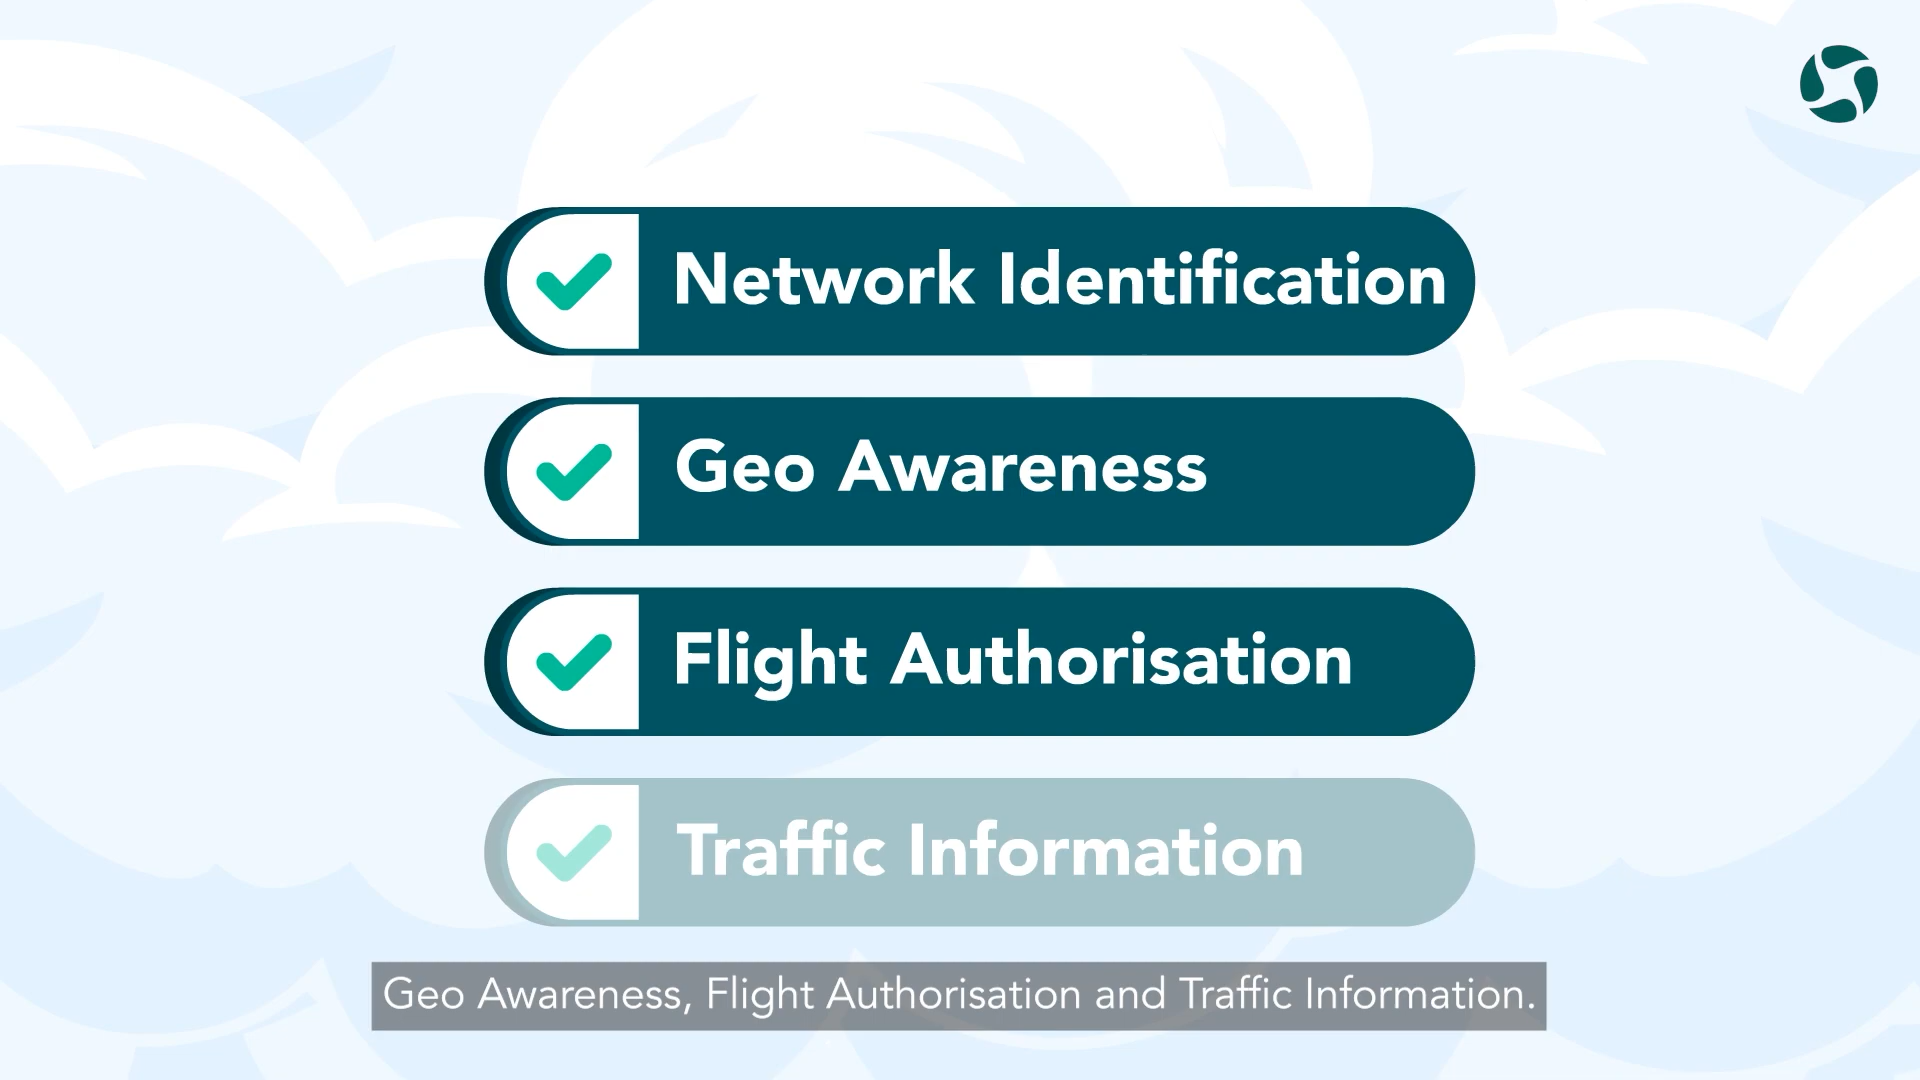 Network Identification
Geo Awareness
Flight Authorisation
Traffic Information
Geo Awareness, Flight Authorisation and Traffic Information.